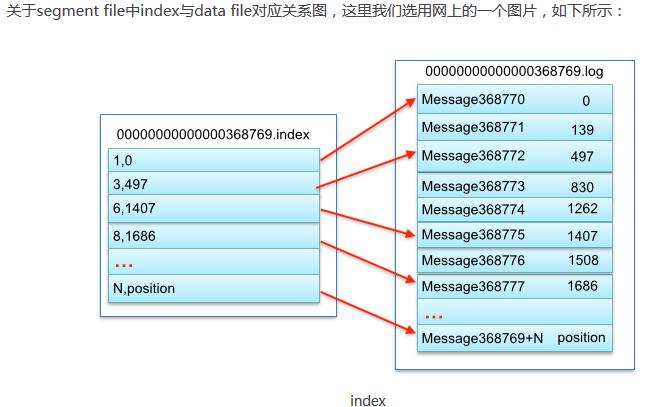 关于segment file中index与data file对应关系图，这里我们选用网上的一个图片，如下所示：
00000000000000368769.index
1,0
3,497
6,1407
8,1686
...
N,position
00000000000000368769.log
Message368770 0
Message368771 139
Message368772 497
Message368773 830
Message368774 1262
Message368775 1407
Message368776 1508
Message368777 1686
...
Message368769+N position
index